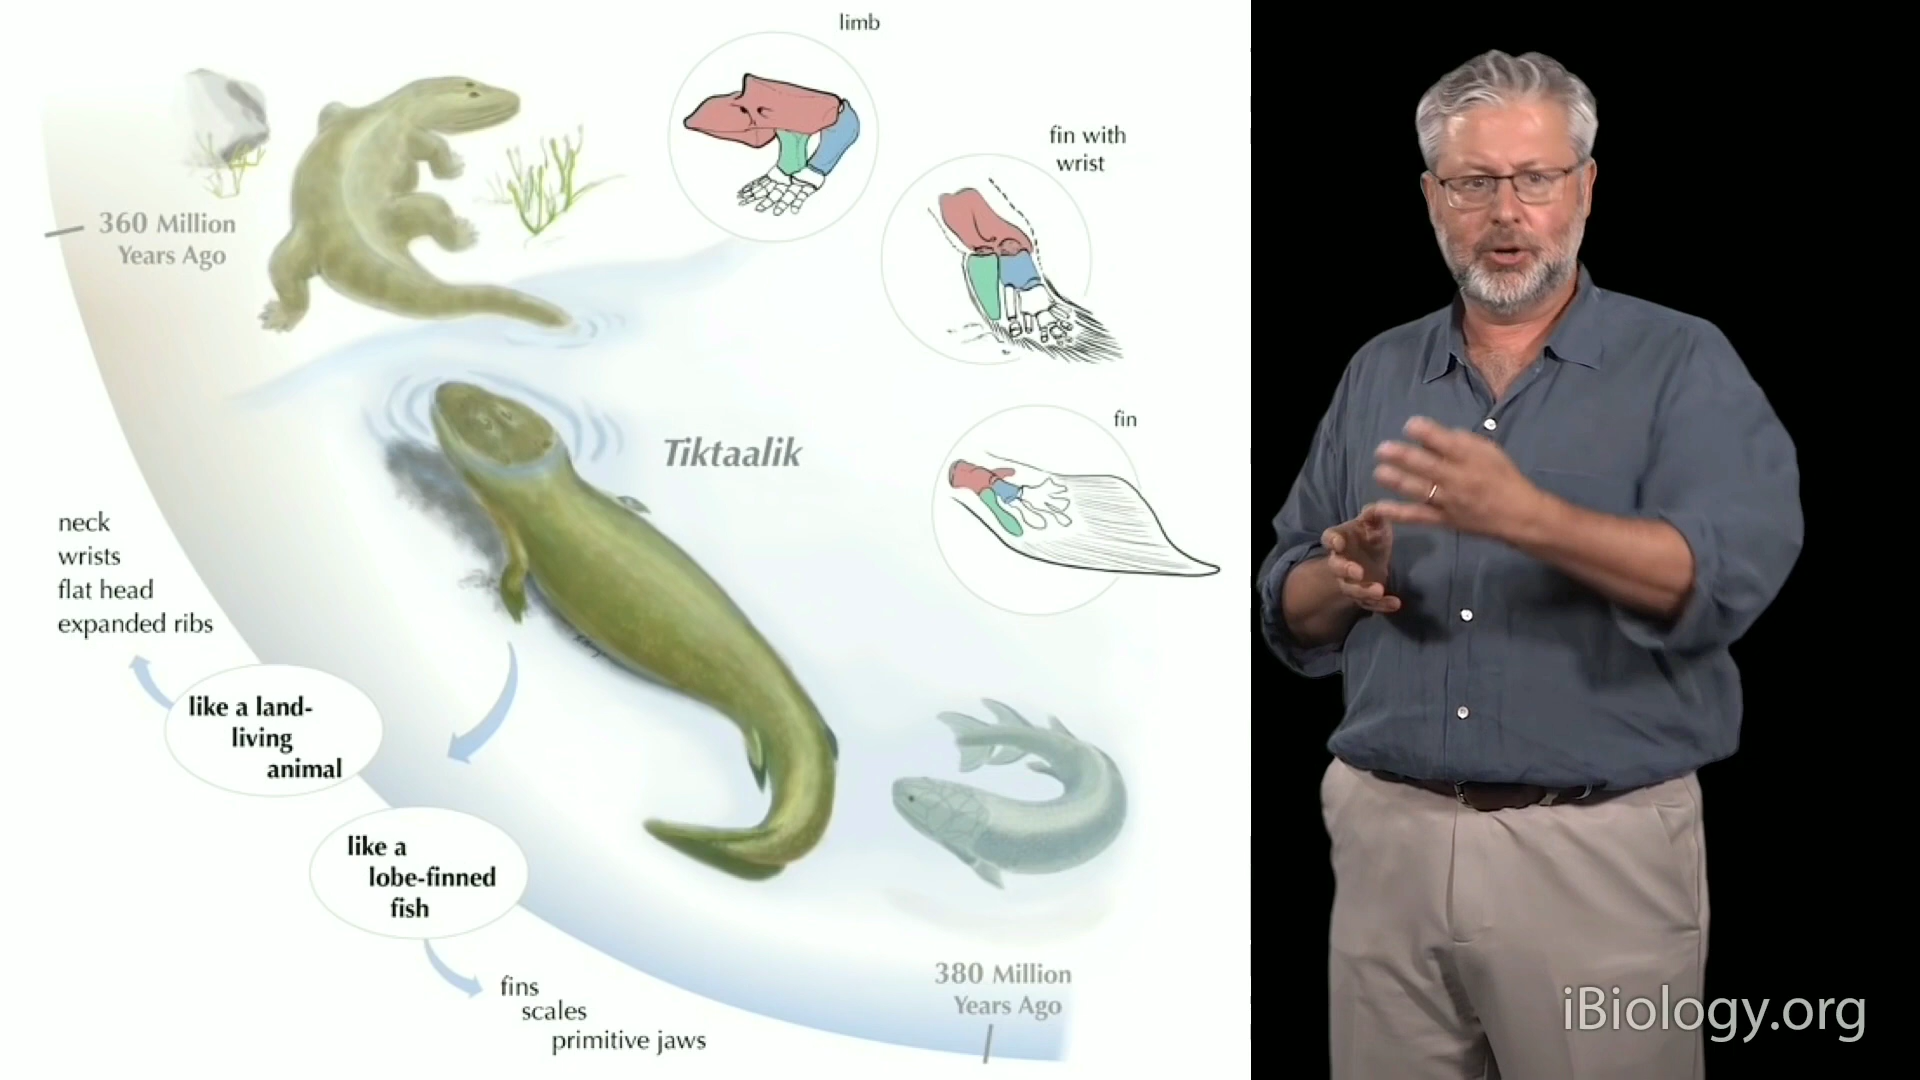 limb
fin with
wrist
360 Million
Years Ago
fin
Tiktaalik
neck
wrists
flat head
expanded ribs
like a land-
living
animal
like a
lobe-finned
fish
380 Million
Years Ago
fins
scales
primitive jaws
iBiology.org